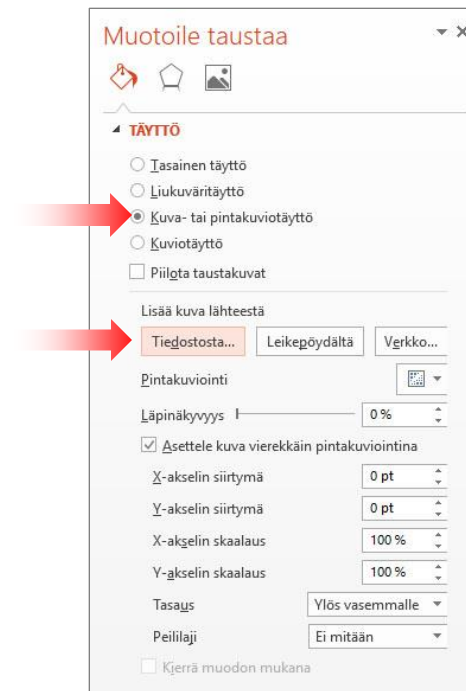 Muotoile taustaa
TÄYTTÖ
Tasainen täyttö
Liukuväritäyttö
Kuva- tai pintakuviotäyttö
Kuviotäyttö
Piilota taustakuvat
Lisää kuva lähteestä
Tiedostosta... Leikepöydältä Verkko...
Pintakuviointi
Läpinäkyvyys 0 %
Asettele kuva vierekkäin pintakuviointina
X-akselin siirtymä 0 pt
Y-akselin siirtymä 0 pt
X-akselin skaalaus 100 %
Y-akselin skaalaus 100 %
Tasaus Ylös vasemmalle
Peililaji Ei mitään
Kierrä muodon mukana